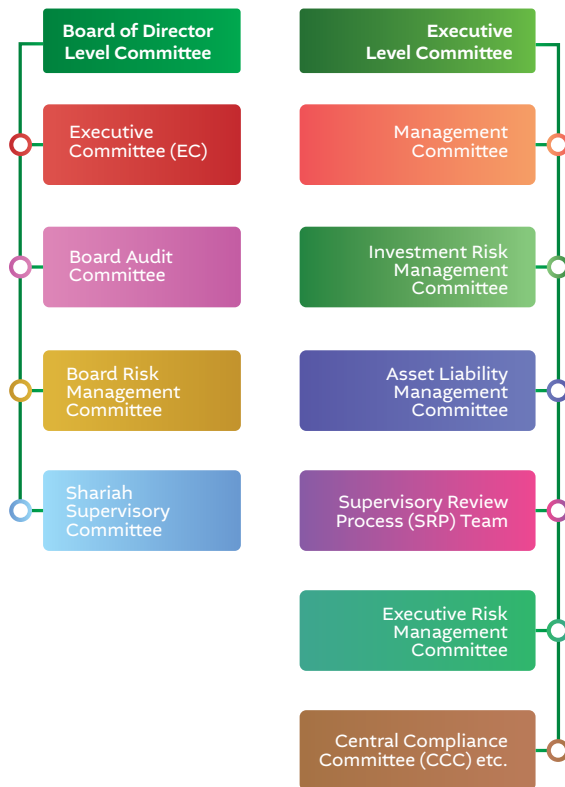 Board of Director
Level Committee
Executive
Committee (EC)
Board Audit
Committee
Board Risk
Management
Committee
Shariah
Supervisory
Committee
Executive
Level Committee
Management
Committee
Investment Risk
Management
Committee
Asset Liability
Management
Committee
Supervisory Review
Process (SRP) Team
Executive Risk
Management
Committee
Central Compliance
Committee (CCC) etc.